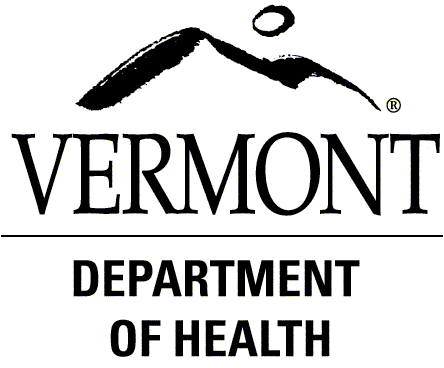 ®
VERMONT
DEPARTMENT
OF HEALTH